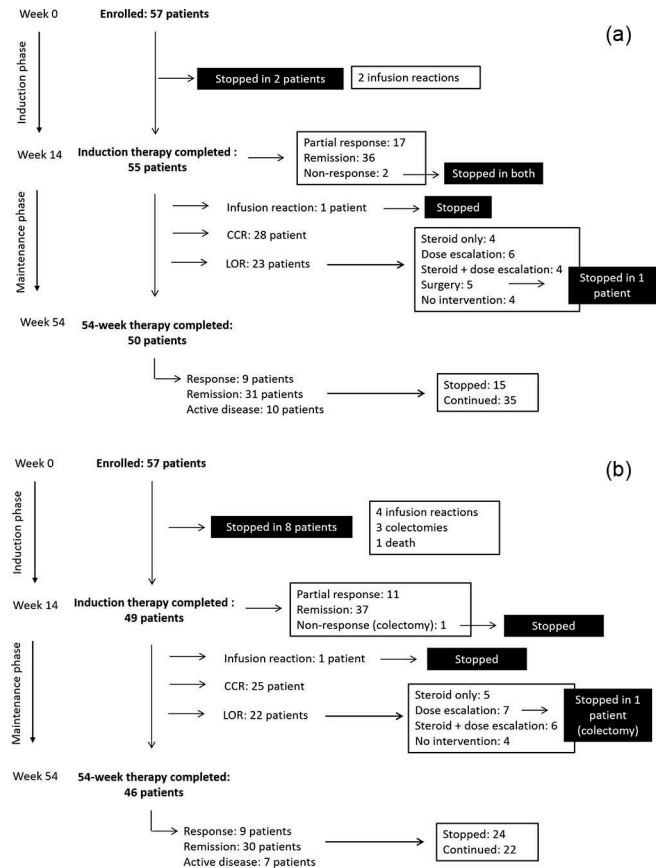 (a)
Week 0
Enrolled: 57 patients
Induction phase
Stopped in 2 patients
2 infusion reactions
Week 14
Induction therapy completed :
55 patients
Partial response: 17
Remission: 36
Non-response: 2
Stopped in both
Maintenance phase
Infusion reaction: 1 patient
Stopped
CCR: 28 patient
LOR: 23 patients
Steroid only: 4
Dose escalation: 6
Steroid + dose escalation: 4
Surgery: 5
No intervention: 4
Stopped in 1
patient
Week 54
54-week therapy completed:
50 patients
Response: 9 patients
Remission: 31 patients
Active disease: 10 patients
Stopped: 15
Continued: 35
(b)
Week 0
Enrolled: 57 patients
Induction phase
Stopped in 8 patients
4 infusion reactions
3 colectomies
1 death
Week 14
Induction therapy completed :
49 patients
Partial response: 11
Remission: 37
Non-response (colectomy): 1
Stopped
Maintenance phase
Infusion reaction: 1 patient
Stopped
CCR: 25 patient
LOR: 22 patients
Steroid only: 5
Dose escalation: 7
Steroid + dose escalation: 6
No intervention: 4
Stopped in 1
patient
(colectomy)
Week 54
54-week therapy completed:
46 patients
Response: 9 patients
Remission: 30 patients
Active disease: 7 patients
Stopped: 24
Continued: 22